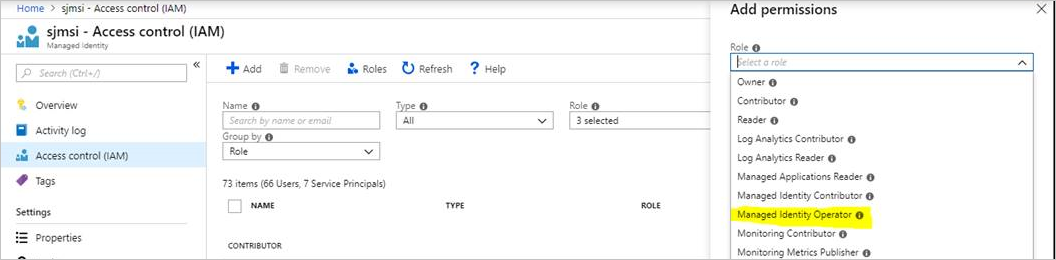 Home > sjmsi - Access control (IAM)
sjmsi - Access control (IAM)
Managed Identity
Search (Ctrl+/)
Overview
Activity log
Access control (IAM)
Tags
Settings
Properties
Add Remove Roles Refresh Help
Name
Search by name or email
Type
All
Role
3 selected
Group by
Role
73 items (66 Users, 7 Service Principals)
NAME TYPE ROLE
CONTRIBUTOR
Add permissions
Role
Select a role
Owner
Contributor
Reader
Log Analytics Contributor
Log Analytics Reader
Managed Applications Reader
Managed Identity Contributor
Managed Identity Operator
Monitoring Contributor
Monitoring Metrics Publisher